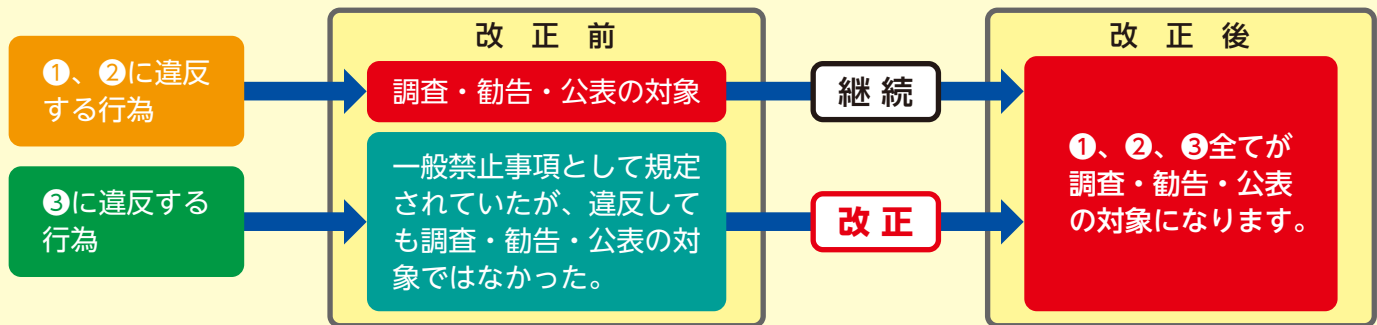 改正前
改正後
❶、❷に違反
する行為
調査・勧告・公表の対象
継続
❸に違反する
行為
一般禁止事項として規定
されていたが、違反して
も調査・勧告・公表の対
象ではなかった。
改正
❶、❷、❸全てが
調査・勧告・公表
の対象になります。